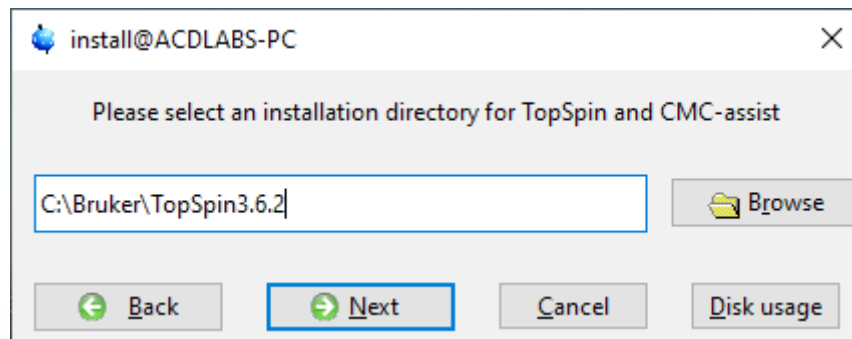 install@ACDLABS-PC
Please select an installation directory for TopSpin and CMC-assist
C:\Bruker\TopSpin3.6.2
Browse
Back
Next
Cancel
Disk usage